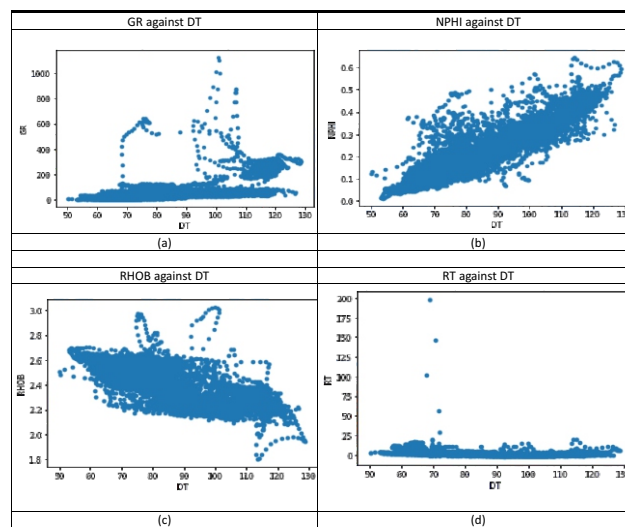 GR against DT
NPHI against DT
1000
800
600
400
200
0
GR
50 60 70 80 90 100 110 120 130
DT
0.6
0.5
0.4
0.3
0.2
0.1
0.0
NPHI
50 60 70 80 90 100 110 120 130
DT
(a)
(b)
RHOB against DT
RT against DT
3.0
2.8
2.6
2.4
2.2
2.0
1.8
RHOB
90 60 70 80 90 100 110 120 130
DT
200
175
150
125
100
75
50
25
0
RT
50 60 70 80 90 100 110 120 130
DT
(c)
(d)